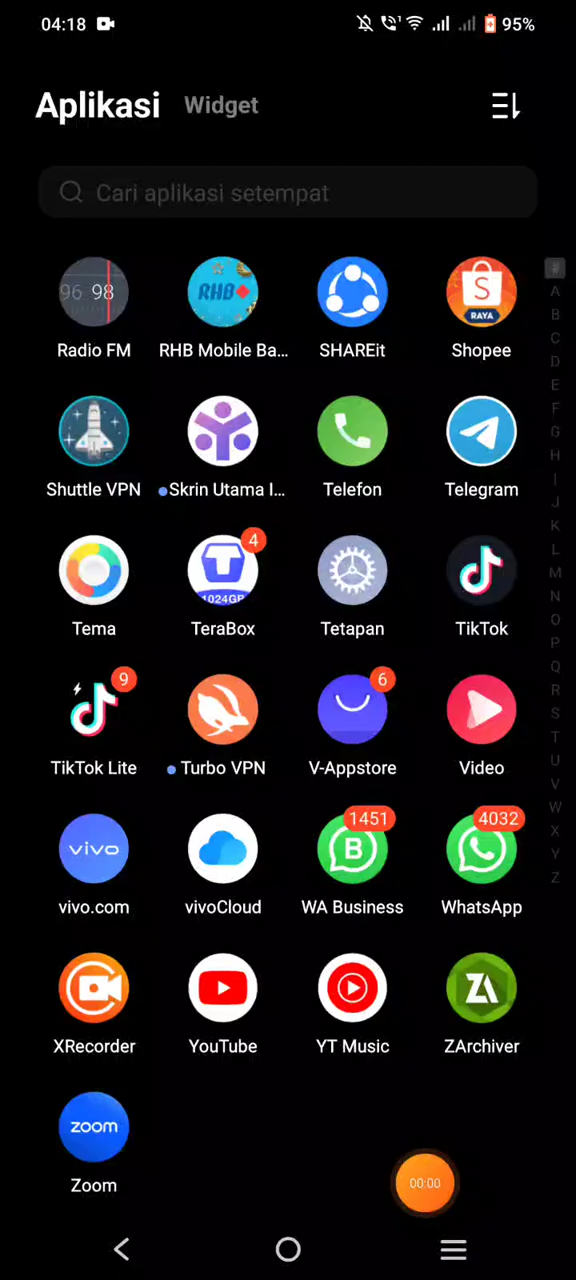 04:18
95%
Aplikasi Widget
Cari aplikasi setempat
#
A
B
C
D
E
F
G
H
I
J
K
L
M
N
O
P
Q
R
S
T
U
V
W
X
Y
Z
96 98
RHB
S
RAYA
Radio FM RHB Mobile Ba... SHAREit Shopee
Shuttle VPN Skrin Utama I... Telefon Telegram
4
1024GB
Tema TeraBox Tetapan TikTok
9 6
TikTok Lite Turbo VPN V-Appstore Video
1451 4032
vivo B
vivo.com vivoCloud WA Business WhatsApp
ZA
XRecorder YouTube YT Music ZArchiver
zoom
Zoom
00:00